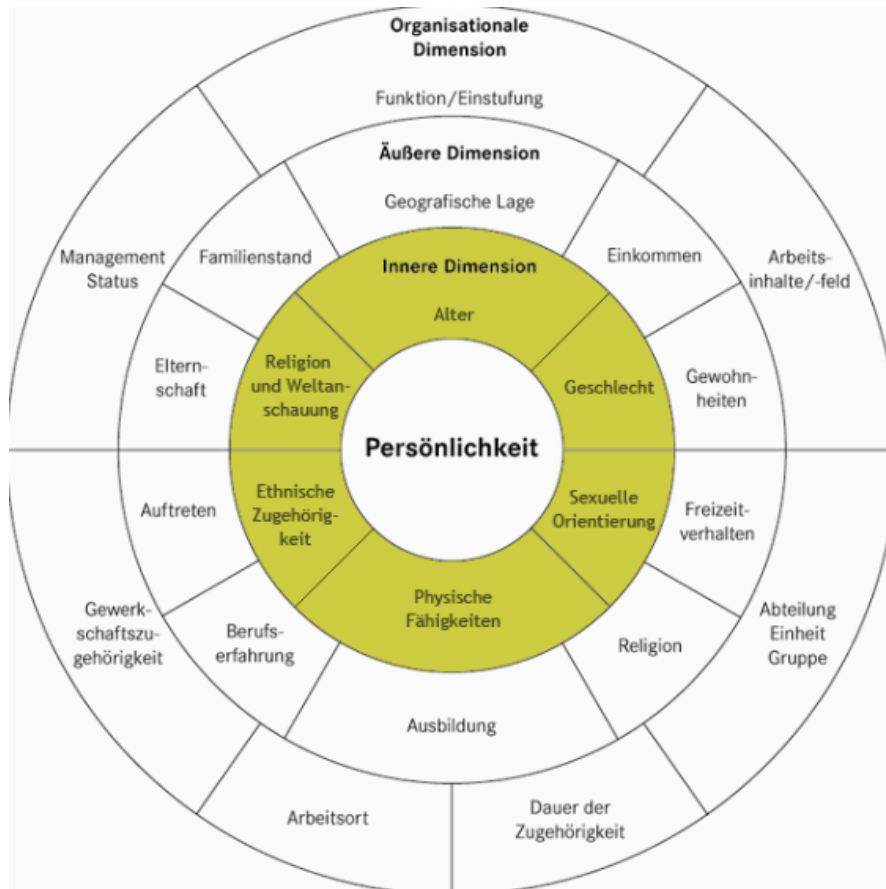 Organisationale
Dimension
Funktion/Einstufung
Äußere Dimension
Geografische Lage
Innere Dimension
Alter
Persönlichkeit
Familienstand
Einkommen
Management
Status
Arbeits-
inhalte/-feld
Eltern-
schaft
Religion
und Weltan-
schauung
Geschlecht
Gewohn-
heiten
Auftreten
Ethnische
Zugehörig-
keit
Sexuelle
Orientierung
Freizeit-
verhalten
Gewerk-
schaftszu-
gehörigkeit
Berufs-
erfahrung
Physische
Fähigkeiten
Religion
Abteilung
Einheit
Gruppe
Ausbildung
Arbeitsort
Dauer der
Zugehörigkeit